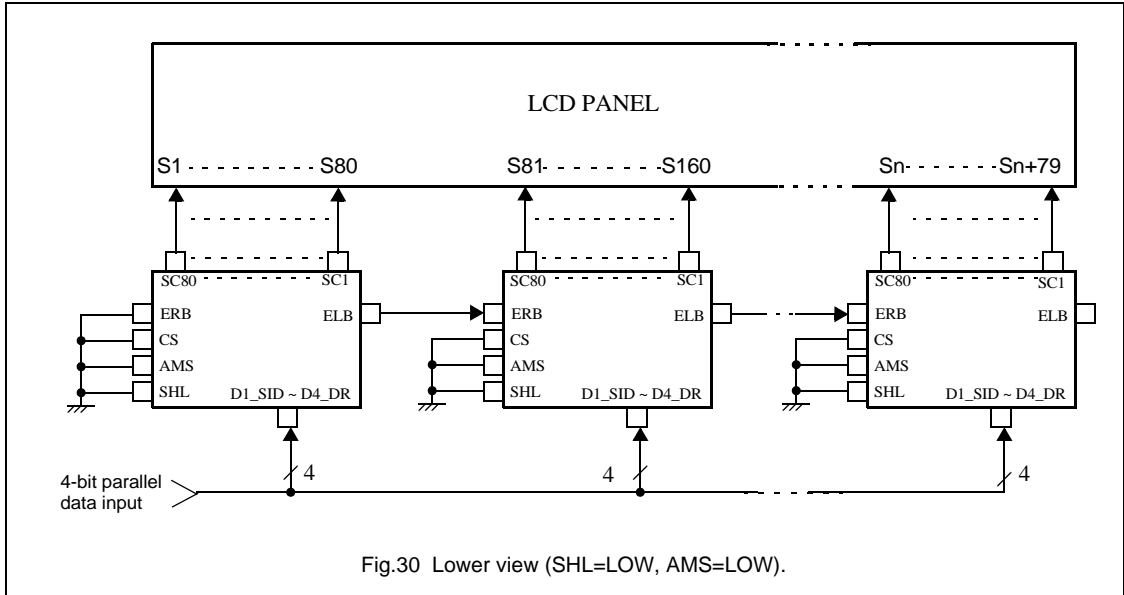 LCD PANEL
S1 S80 S81 S160 Sn Sn+79
SC80 SC1 SC80 SC1 SC80 SC1
ERB ELB ERB ELB ERB ELB
CS CS CS
AMS AMS AMS
SHL D1_SID ~ D4_DR SHL D1_SID ~ D4_DR SHL D1_SID ~ D4_DR
4 4 4
4-bit parallel
data input
Fig.30 Lower view (SHL=LOW, AMS=LOW).